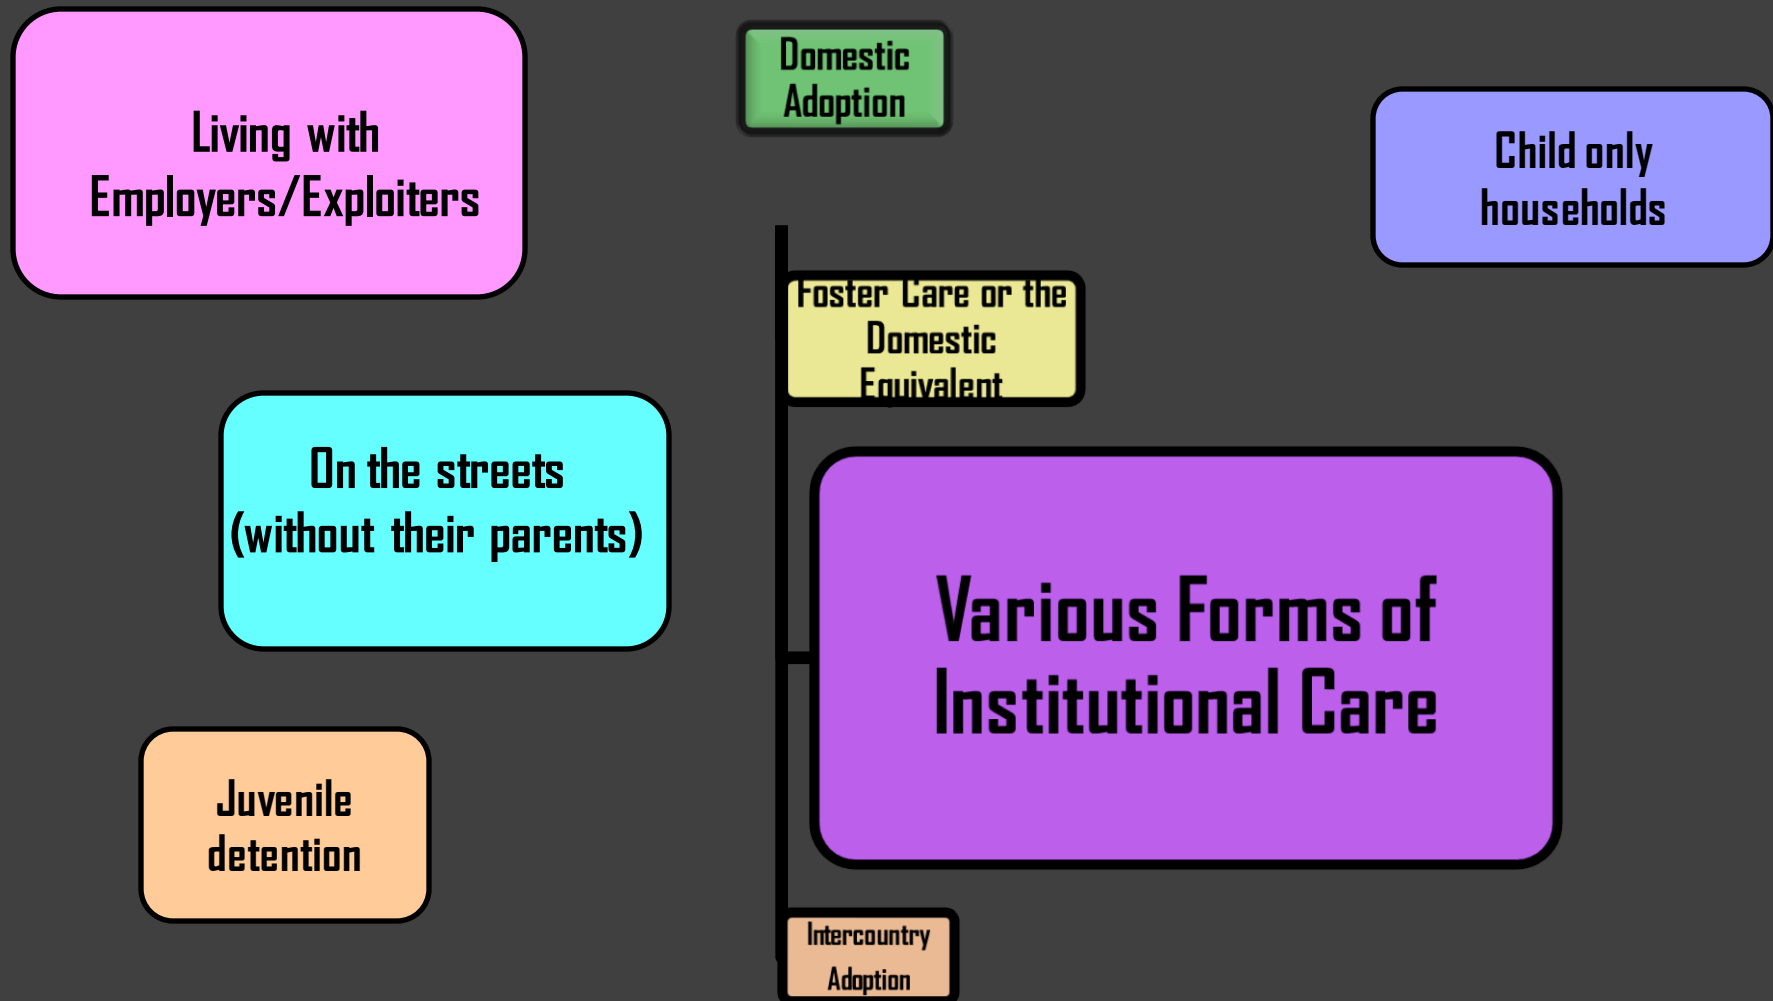 Domestic
Adoption
Living with
Employers/Exploiters
Child only
households
Foster Care or the
Domestic
Equivalent
On the streets
(without their parents)
Various Forms of
Institutional Care
Juvenile
detention
Intercountry
Adoption